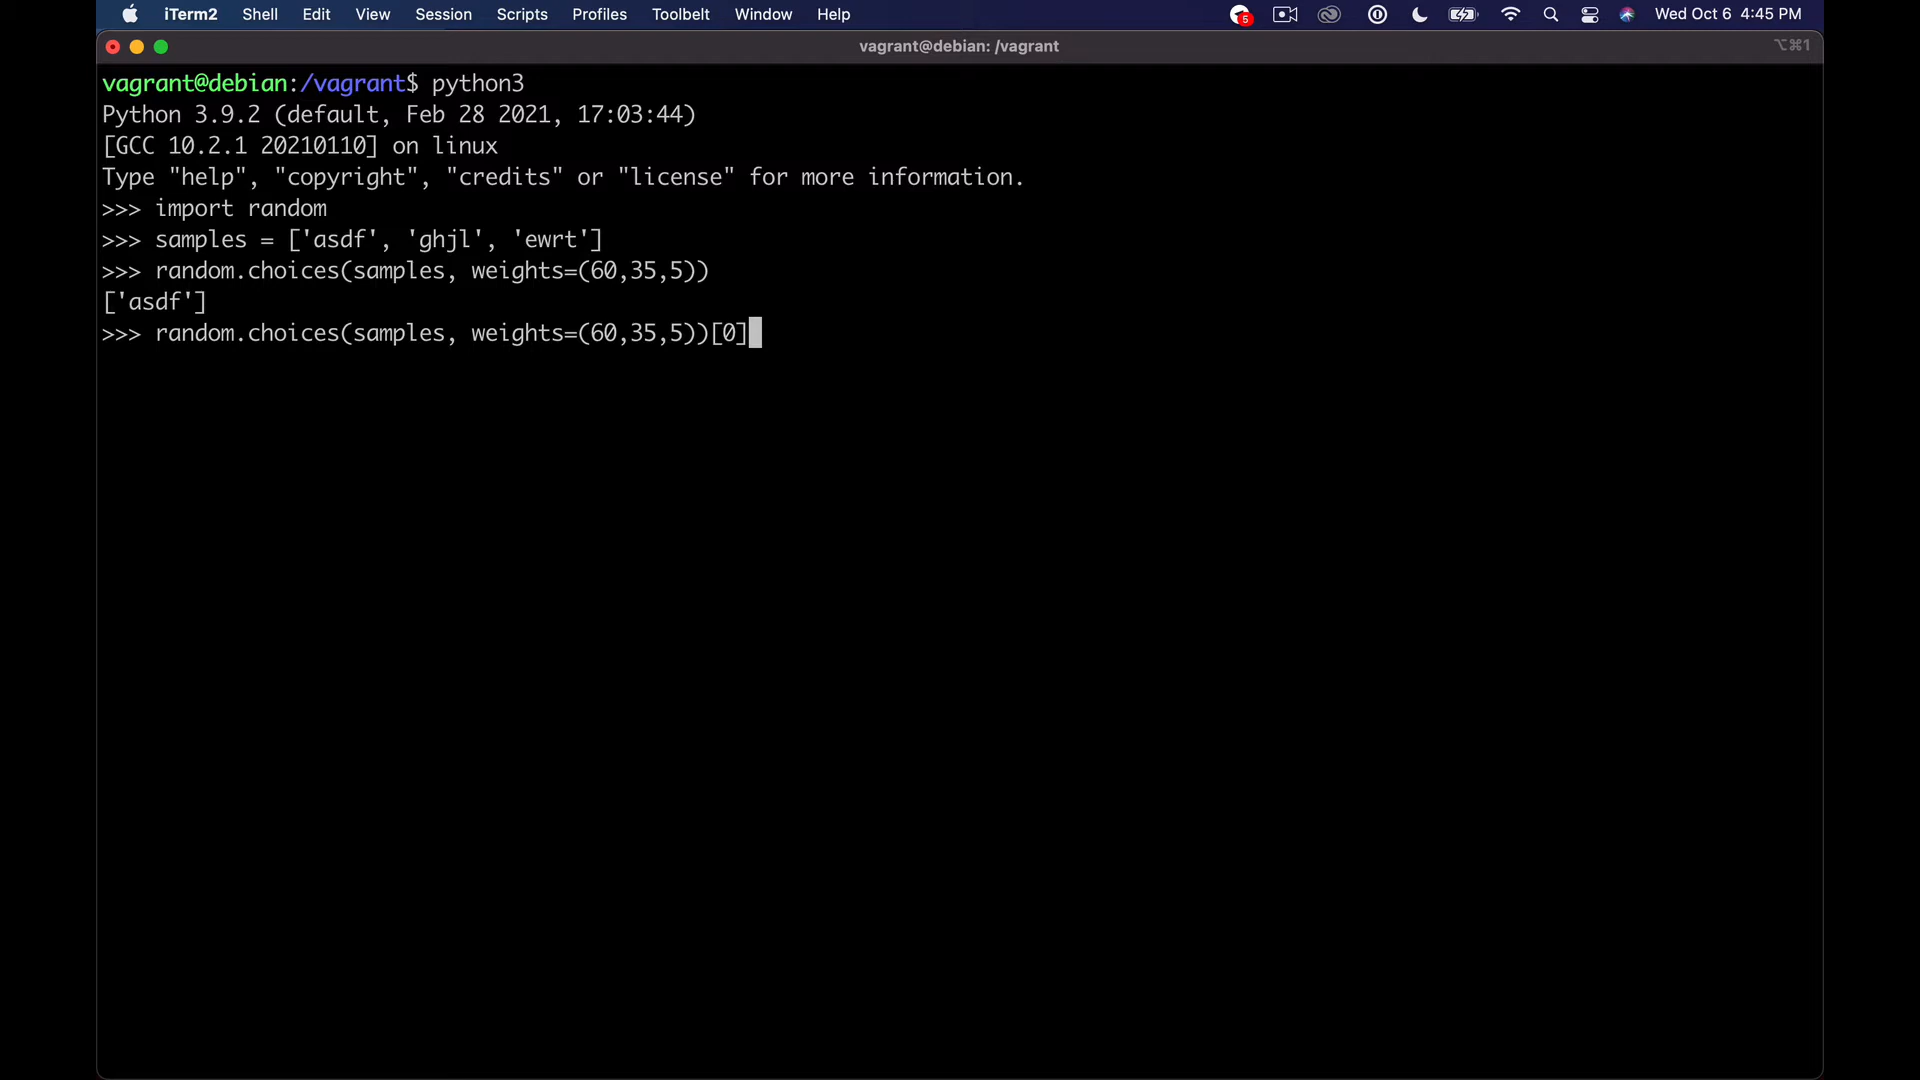 iTerm2 Shell Edit View Session Scripts Profiles Toolbelt Window Help 5 Wed Oct 6 4:45 PM
vagrant@debian: /vagrant ⌥⌘1
vagrant@debian:/vagrant$ python3
Python 3.9.2 (default, Feb 28 2021, 17:03:44)
[GCC 10.2.1 20210110] on linux
Type "help", "copyright", "credits" or "license" for more information.
>>> import random
>>> samples = ['asdf', 'ghjl', 'ewrt']
>>> random.choices(samples, weights=(60,35,5))
['asdf']
>>> random.choices(samples, weights=(60,35,5))[0]